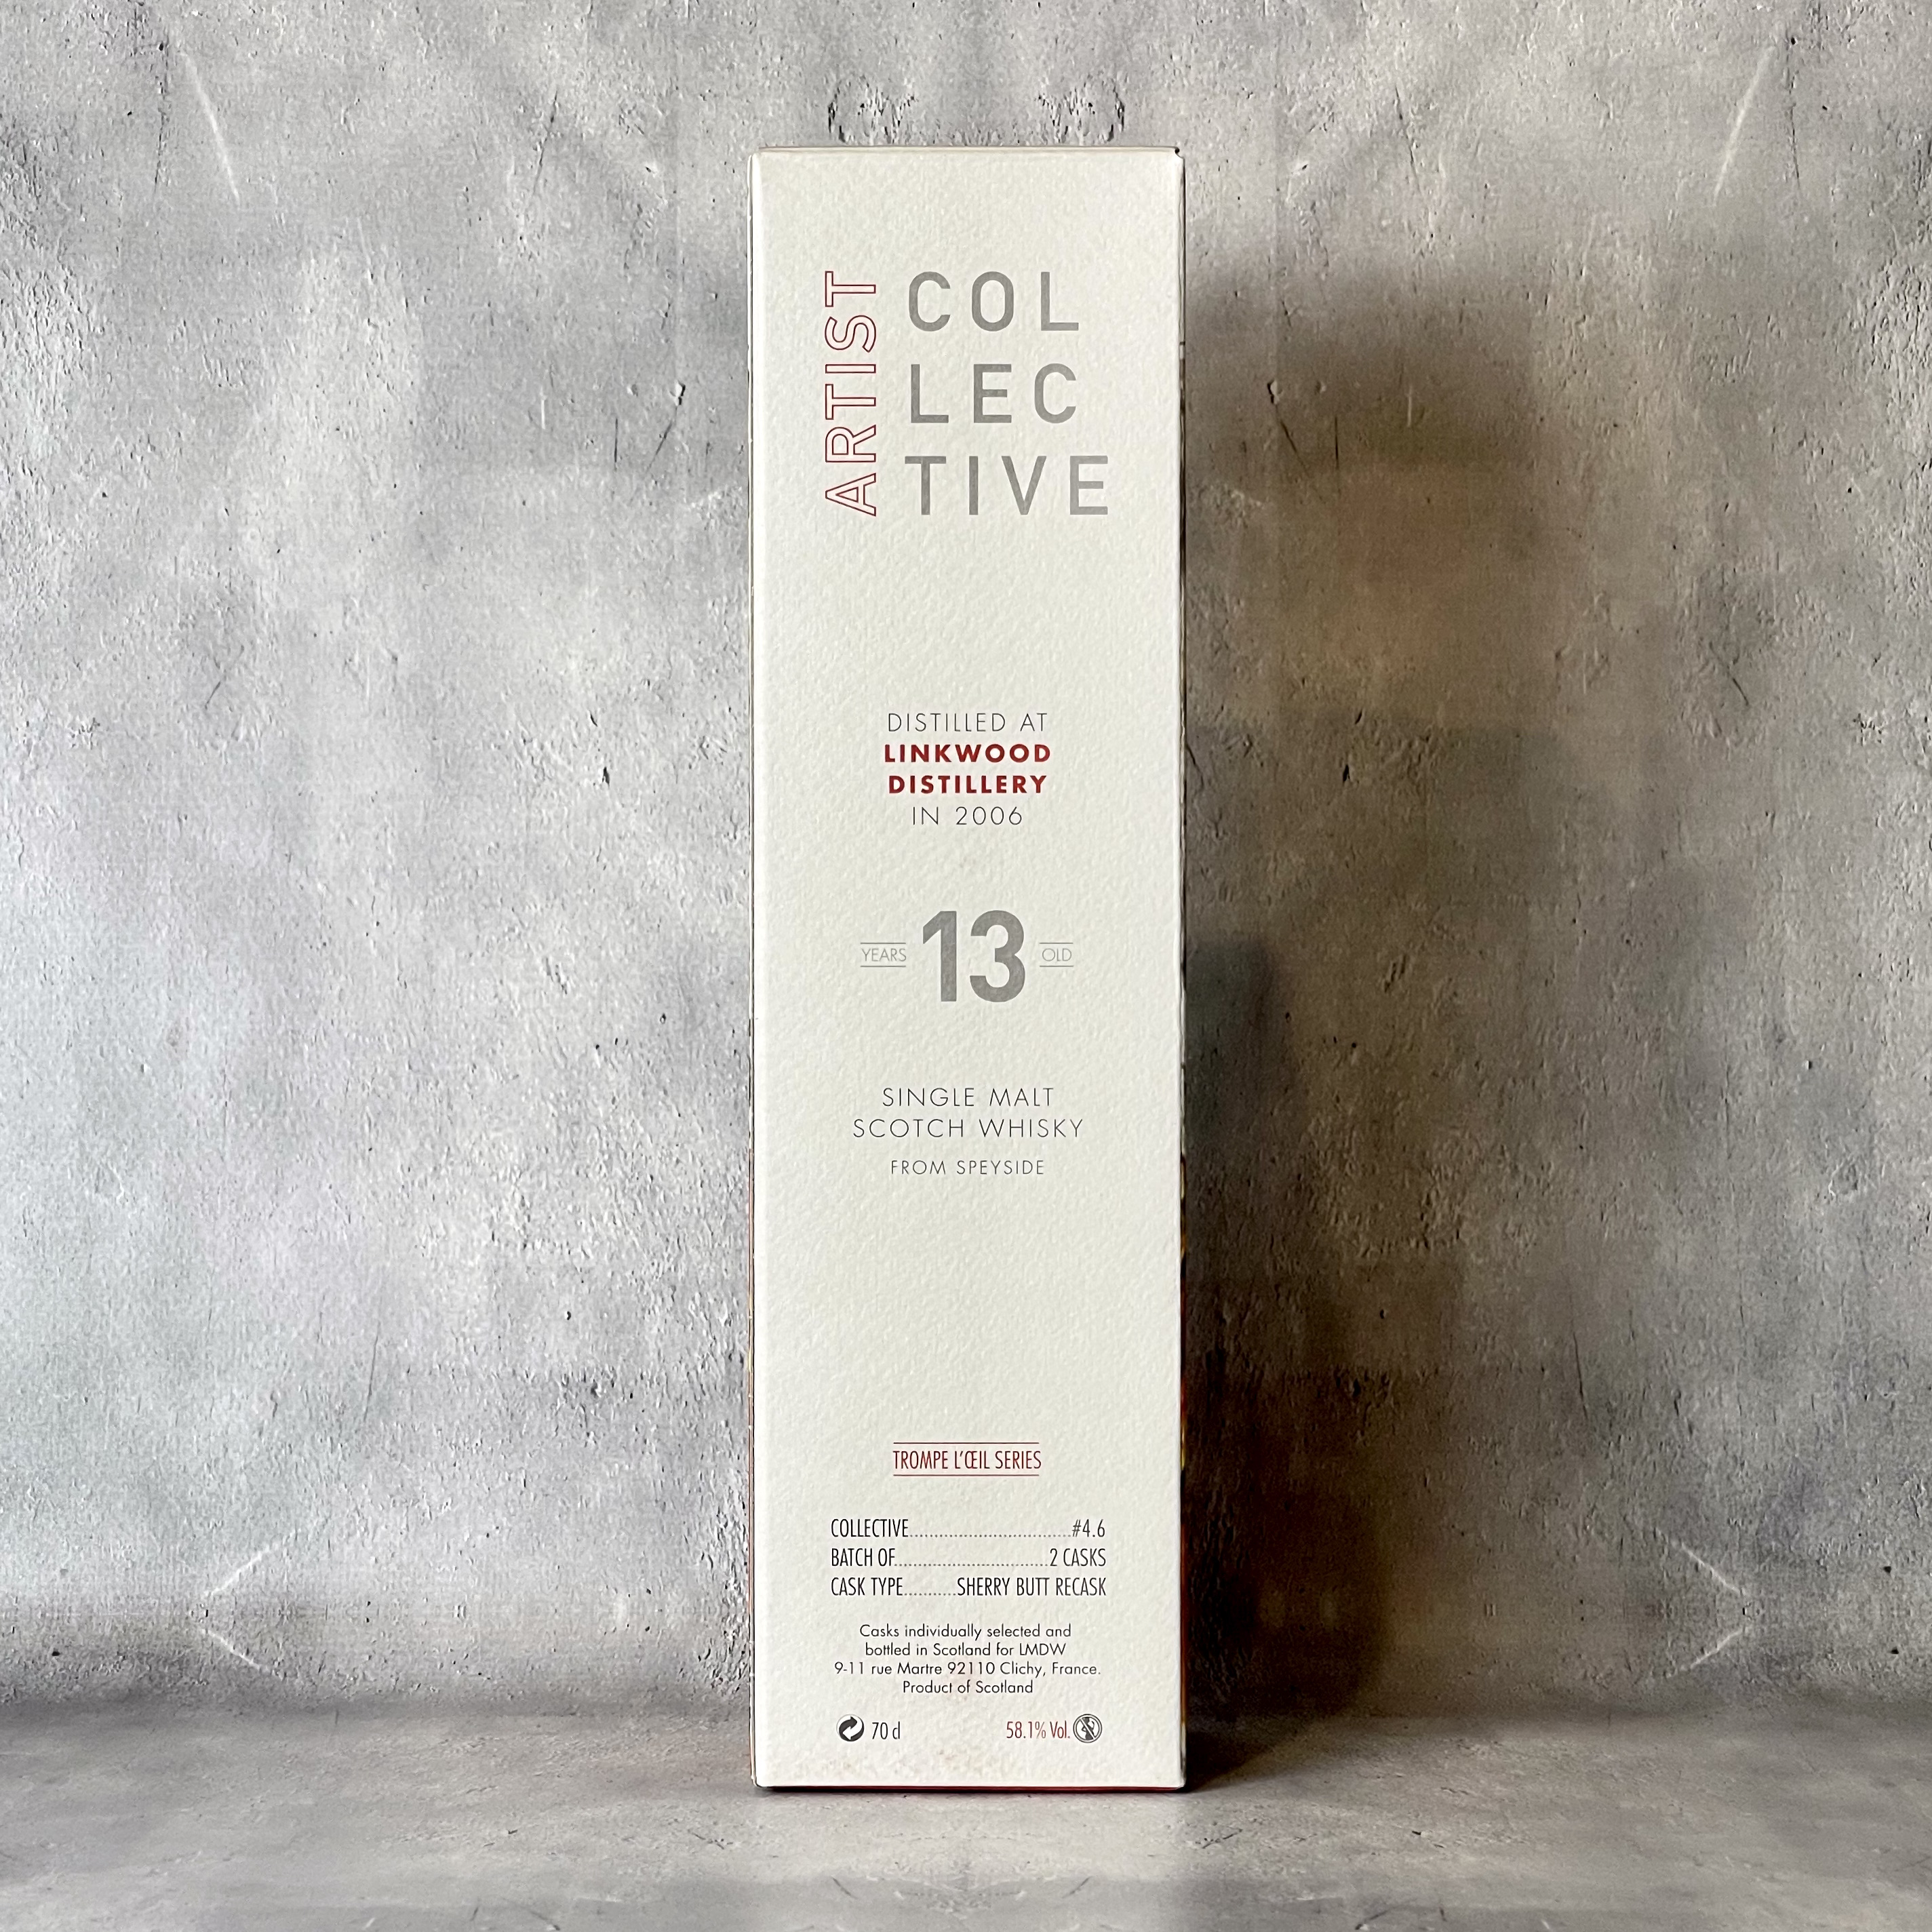 ARTIST
COL
LEC
TIVE
DISTILLED AT
LINKWOOD
DISTILLERY
IN 2006
YEARS 13 OLD
SINGLE MALT
SCOTCH WHISKY
FROM SPEYSIDE
TROMPE L'ŒIL SERIES
COLLECTIVE..............................#4.6
BATCH OF..............................2 CASKS
CASK TYPE...........SHERRY BUTT RECASK
Casks individually selected and
bottled in Scotland for LMDW
9-11 rue Martre 92110 Clichy, France.
Product of Scotland
70 cl 58.1% Vol.